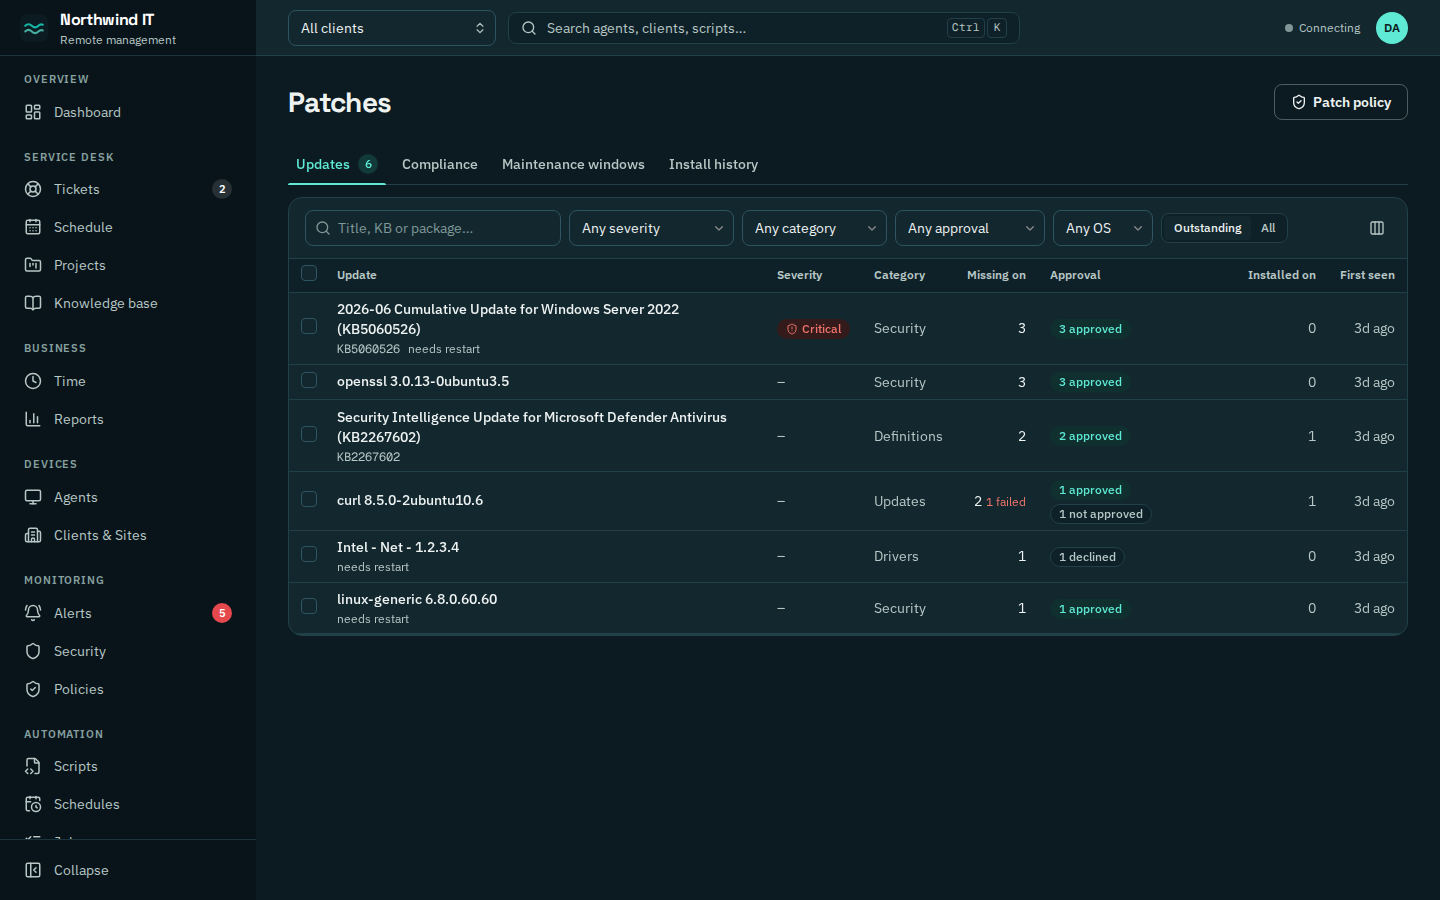 Northwind IT
Remote management
All clients
Search agents, clients, scripts...
Ctrl K
Connecting
DA
OVERVIEW
Dashboard
SERVICE DESK
Tickets 2
Schedule
Projects
Knowledge base
BUSINESS
Time
Reports
DEVICES
Agents
Clients & Sites
MONITORING
Alerts 5
Security
Policies
AUTOMATION
Scripts
Schedules
Collapse
Patches
Patch policy
Updates 6
Compliance
Maintenance windows
Install history
Title, KB or package...
Any severity
Any category
Any approval
Any OS
Outstanding
All
Update Severity Category Missing on Approval Installed on First seen
2026-06 Cumulative Update for Windows Server 2022
(KB5060526)
KB5060526 needs restart
Critical Security 3 3 approved 0 3d ago
openssl 3.0.13-0ubuntu3.5 – Security 3 3 approved 0 3d ago
Security Intelligence Update for Microsoft Defender Antivirus
(KB2267602)
KB2267602
– Definitions 2 2 approved 1 3d ago
curl 8.5.0-2ubuntu10.6 – Updates 2 1 failed 1 approved
1 not approved
1 3d ago
Intel - Net - 1.2.3.4
needs restart
– Drivers 1 1 declined 0 3d ago
linux-generic 6.8.0.60.60
needs restart
– Security 1 1 approved 0 3d ago